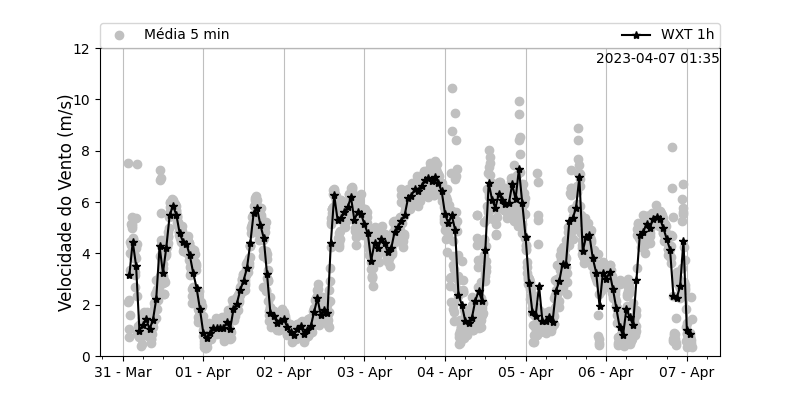 Média 5 min
WXT 1h
2023-04-07 01:35
Velocidade do Vento (m/s)
12
10
8
6
4
2
0
31 - Mar
01 - Apr
02 - Apr
03 - Apr
04 - Apr
05 - Apr
06 - Apr
07 - Apr